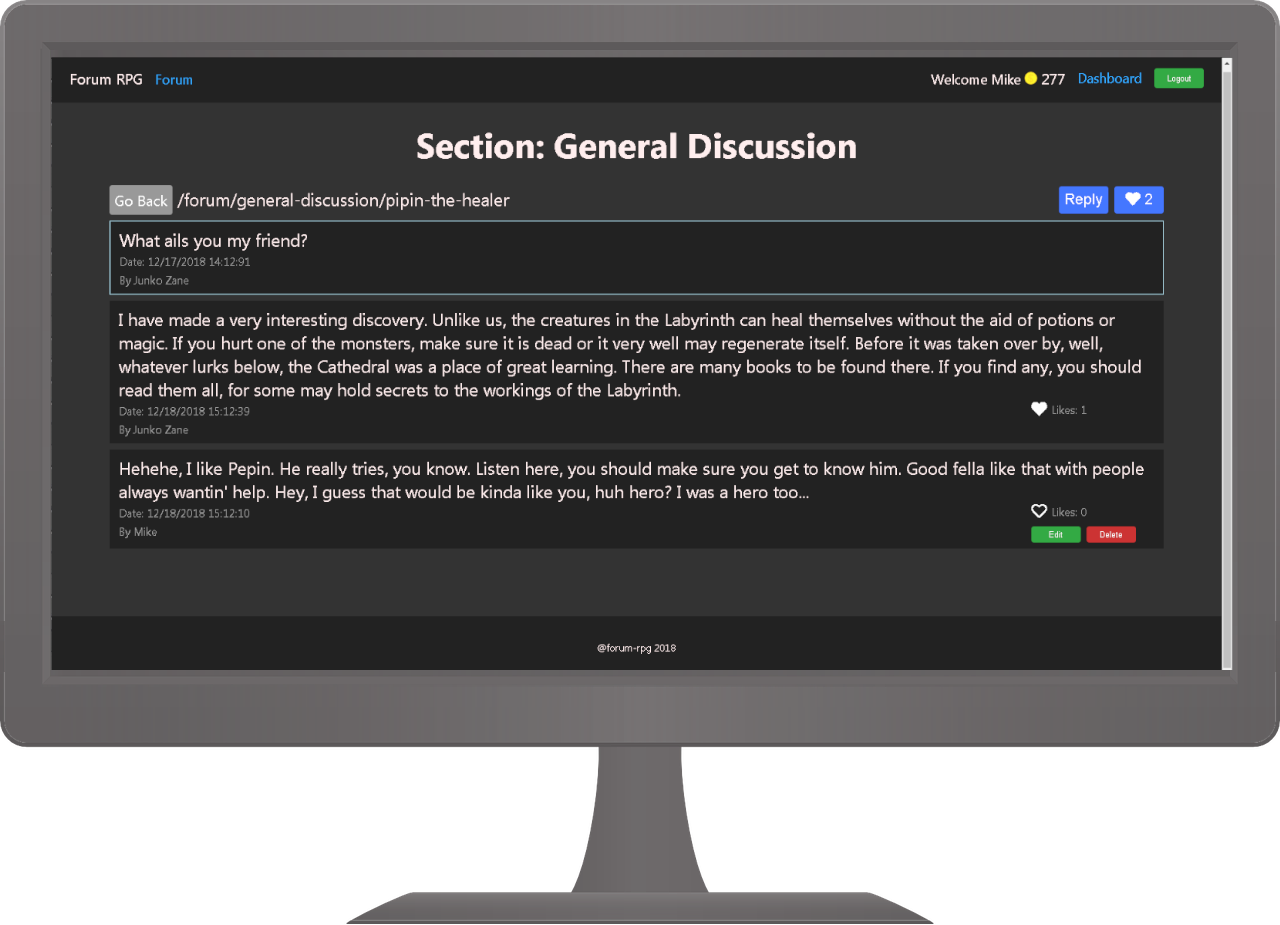 Forum RPG Forum Welcome Mike 277 Dashboard Logout
Section: General Discussion
Go Back /forum/general-discussion/pipin-the-healer Reply 2
What ails you my friend?
Date: 12/17/2018 14:12:91
By Junko Zane
I have made a very interesting discovery. Unlike us, the creatures in the Labyrinth can heal themselves without the aid of potions or
magic. If you hurt one of the monsters, make sure it is dead or it very well may regenerate itself. Before it was taken over by, well,
whatever lurks below, the Cathedral was a place of great learning. There are many books to be found there. If you find any, you should
read them all, for some may hold secrets to the workings of the Labyrinth.
Date: 12/18/2018 15:12:39 Likes: 1
By Junko Zane
Hehehe, I like Pepin. He really tries, you know. Listen here, you should make sure you get to know him. Good fella like that with people
always wantin' help. Hey, I guess that would be kinda like you, huh hero? I was a hero too...
Date: 12/18/2018 15:12:10 Likes: 0
By Mike Edit Delete
@forum-rpg 2018